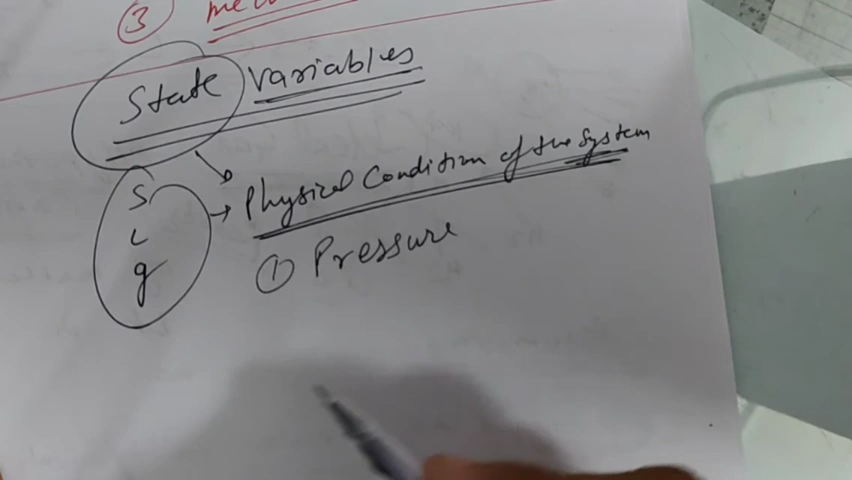 ③
State variables
S → Physical Condition of the System
L
g
① Pressure